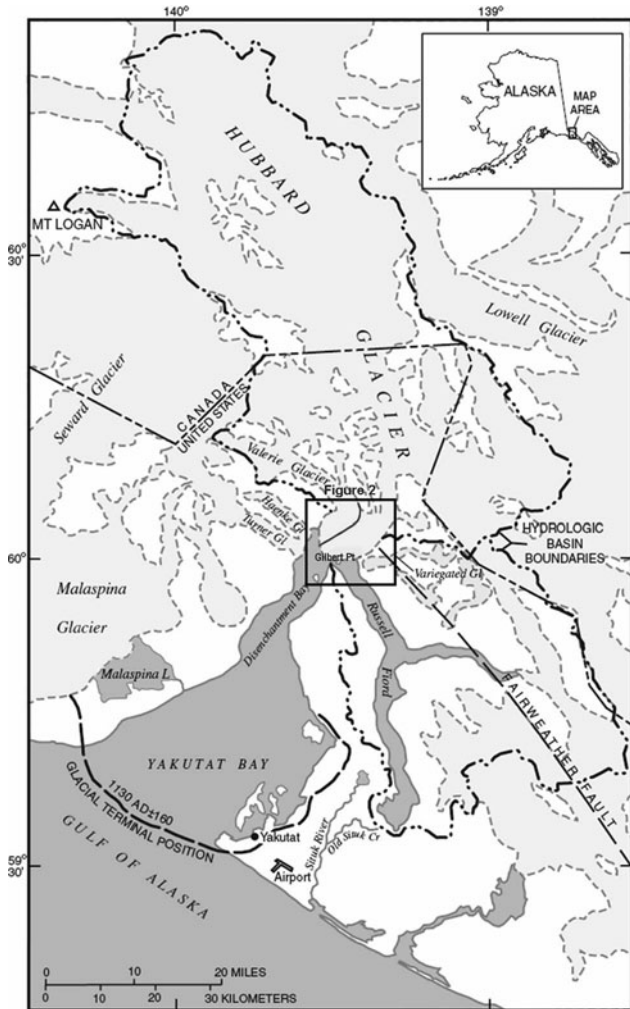 140°
139°
HUBBARD
ALASKA
MAP
AREA
MT LOGAN
60°
30'
Lowell Glacier
GLACIER
Seward Glacier
CANADA
UNITED STATES
Valerie Glacier
Figure 2
Haenke Gl
Turner Gl
HYDROLOGIC
BASIN
BOUNDARIES
60°
Gilbert Pt.
Variegated Gl
Malaspina
Glacier
Disenchantment Bay
Russell
Fiord
Malaspina L
FAIRWEATHER FAULT
YAKUTAT BAY
1130 AD±160
GLACIAL TERMINAL POSITION
GULF OF ALASKA
Yakutat
Situk River
Old Situk Cr
59°
30'
Airport
0 10 20 MILES
0 10 20 30 KILOMETERS